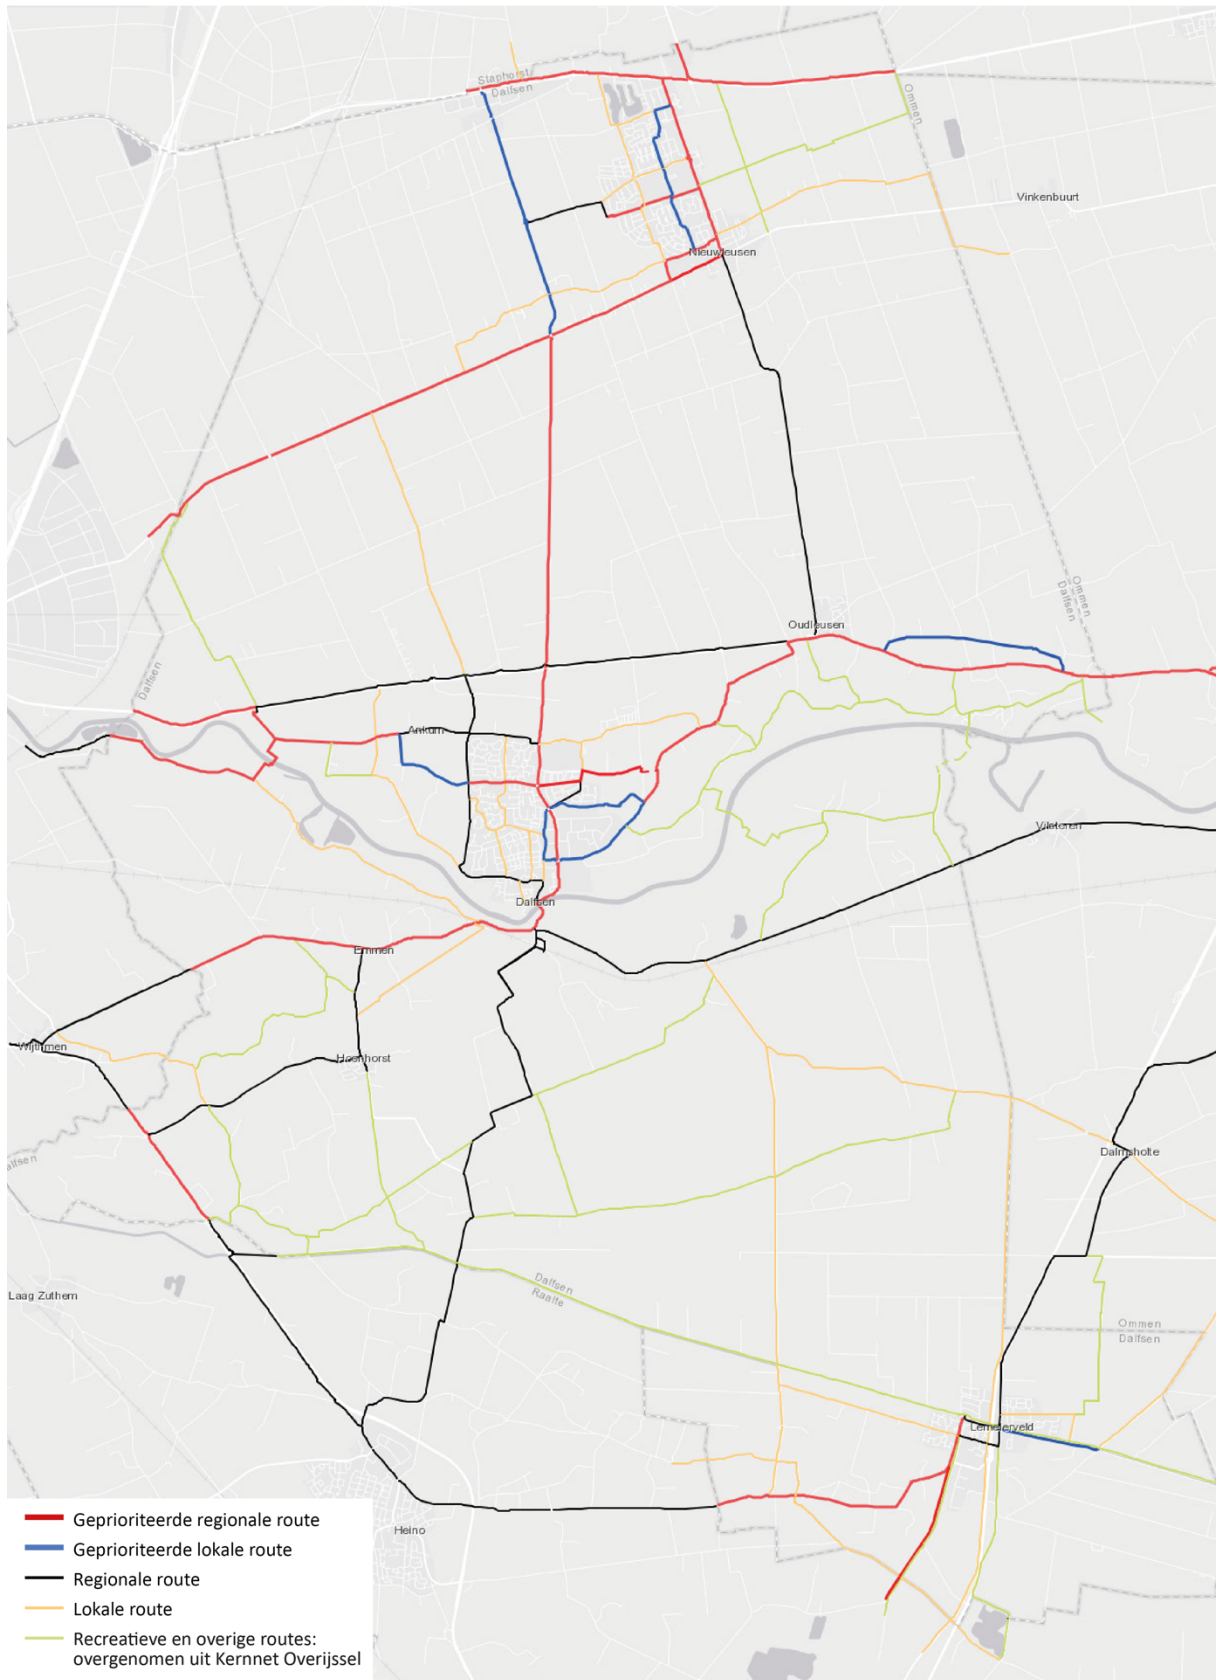 Staphorst
Dalfsen
Ommen
Vinkenbuurt
Nieuwleusen
Ommen
Dalfsen
Oudleusen
Dalfsen
Ankum
Vilsteren
Dalfsen
Emmen
Wijthmen
Hoonhorst
Dalmsholte
alfsen
Dalfsen
Raalte
Laag Zuthem
Ommen
Dalfsen
Lemelerveld
Heino
Geprioriteerde regionale route
Geprioriteerde lokale route
Regionale route
Lokale route
Recreatieve en overige routes:
overgenomen uit Kernnet Overijssel